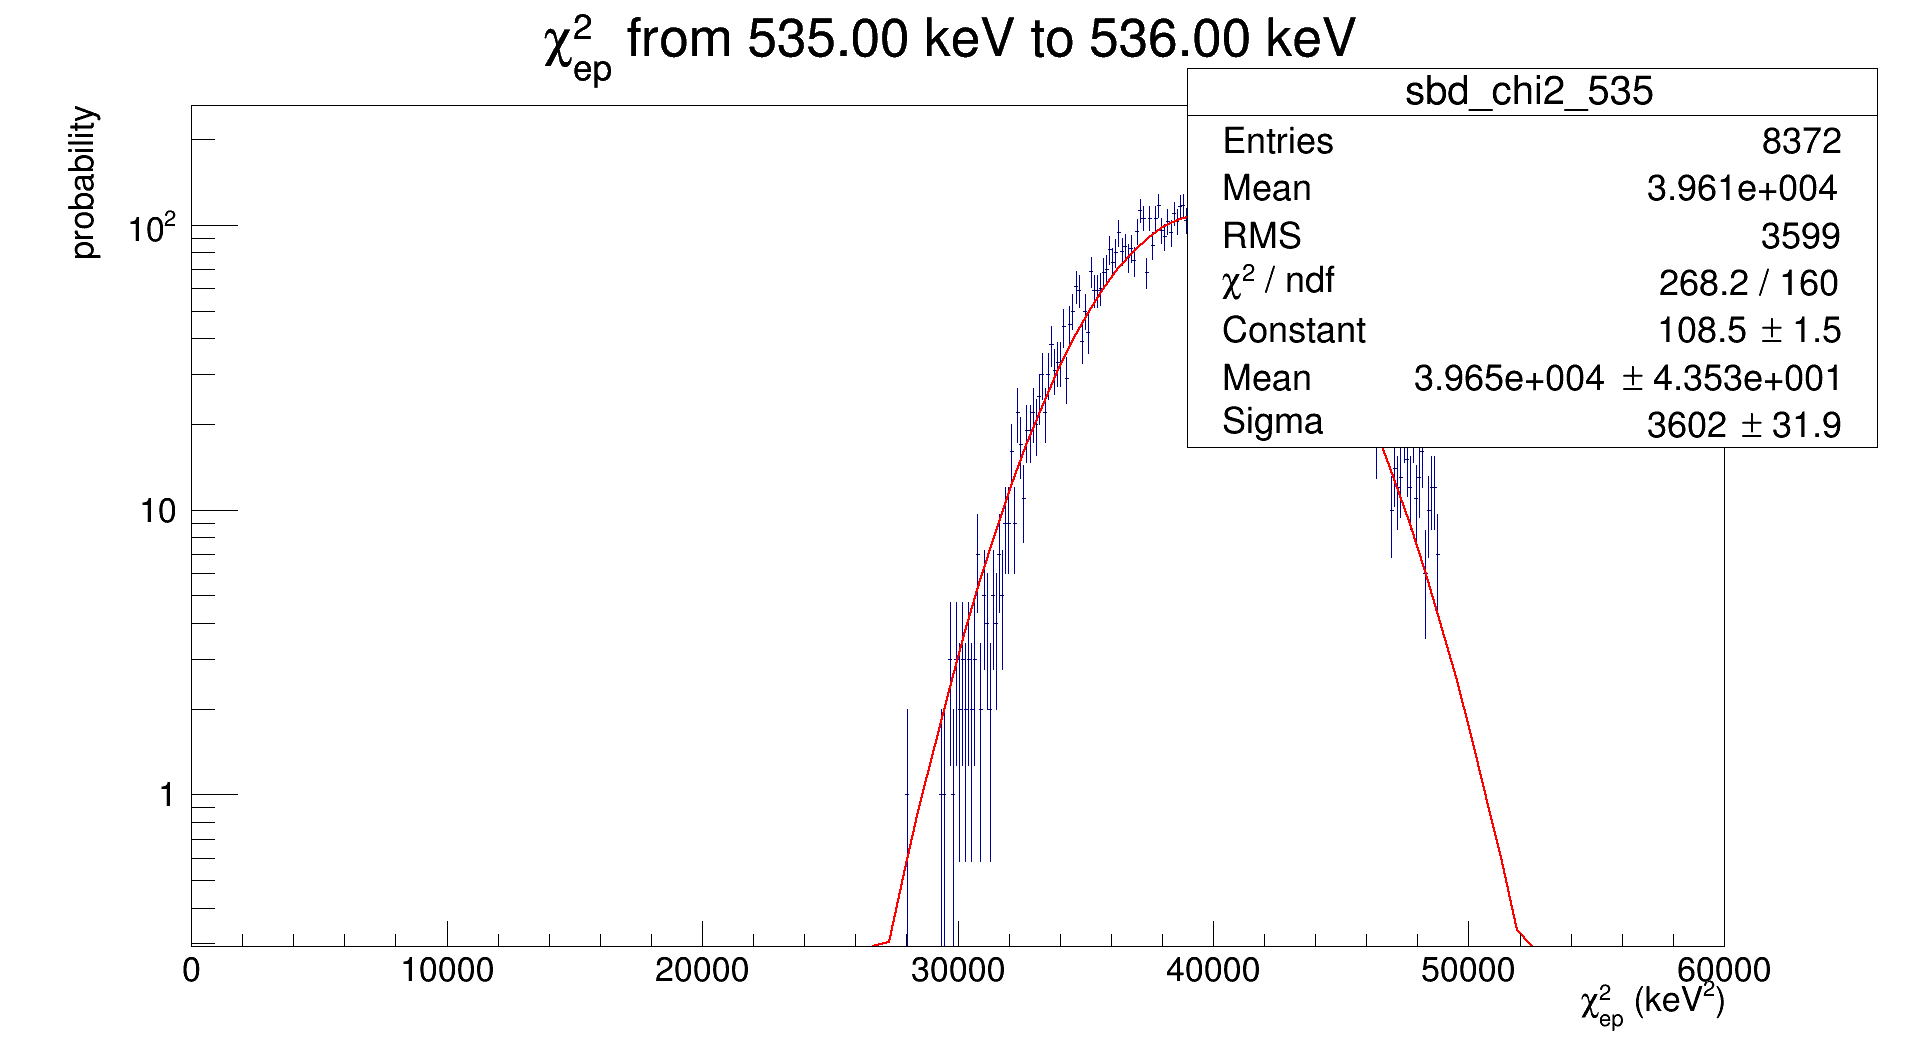 χ²ep from 535.00 keV to 536.00 keV
probability
sbd_chi2_535
Entries 8372
Mean 3.961e+004
RMS 3599
χ² / ndf 268.2 / 160
Constant 108.5 ± 1.5
Mean 3.965e+004 ± 4.353e+001
Sigma 3602 ± 31.9
10²
10
1
0 10000 20000 30000 40000 50000 60000
χ²ep (keV²)